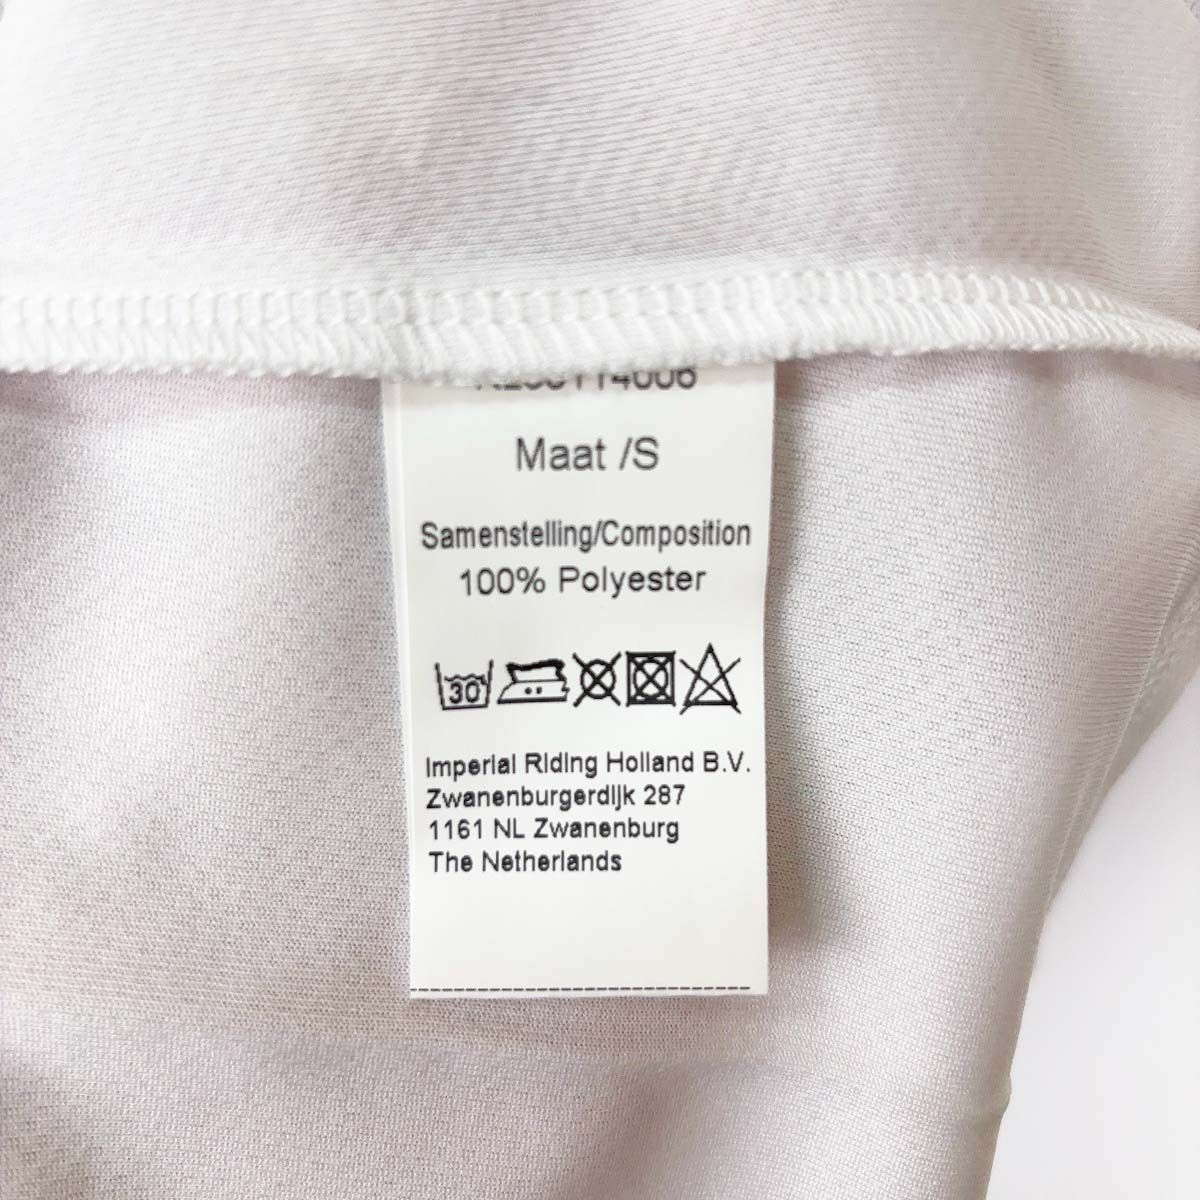 Maat /S
Samenstelling/Composition
100% Polyester
30
Imperial Riding Holland B.V.
Zwanenburgerdijk 287
1161 NL Zwanenburg
The Netherlands